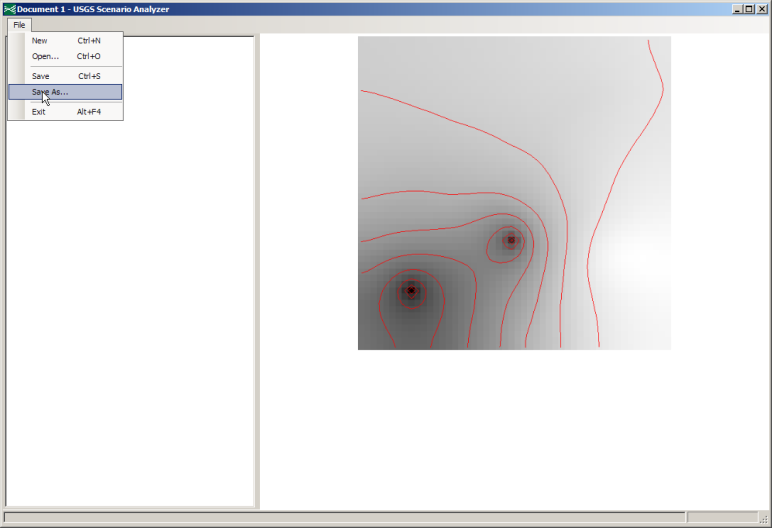 Document 1 - USGS Scenario Analyzer
File
New Ctrl+N
Open... Ctrl+O
Save Ctrl+S
Save As...
Exit Alt+F4